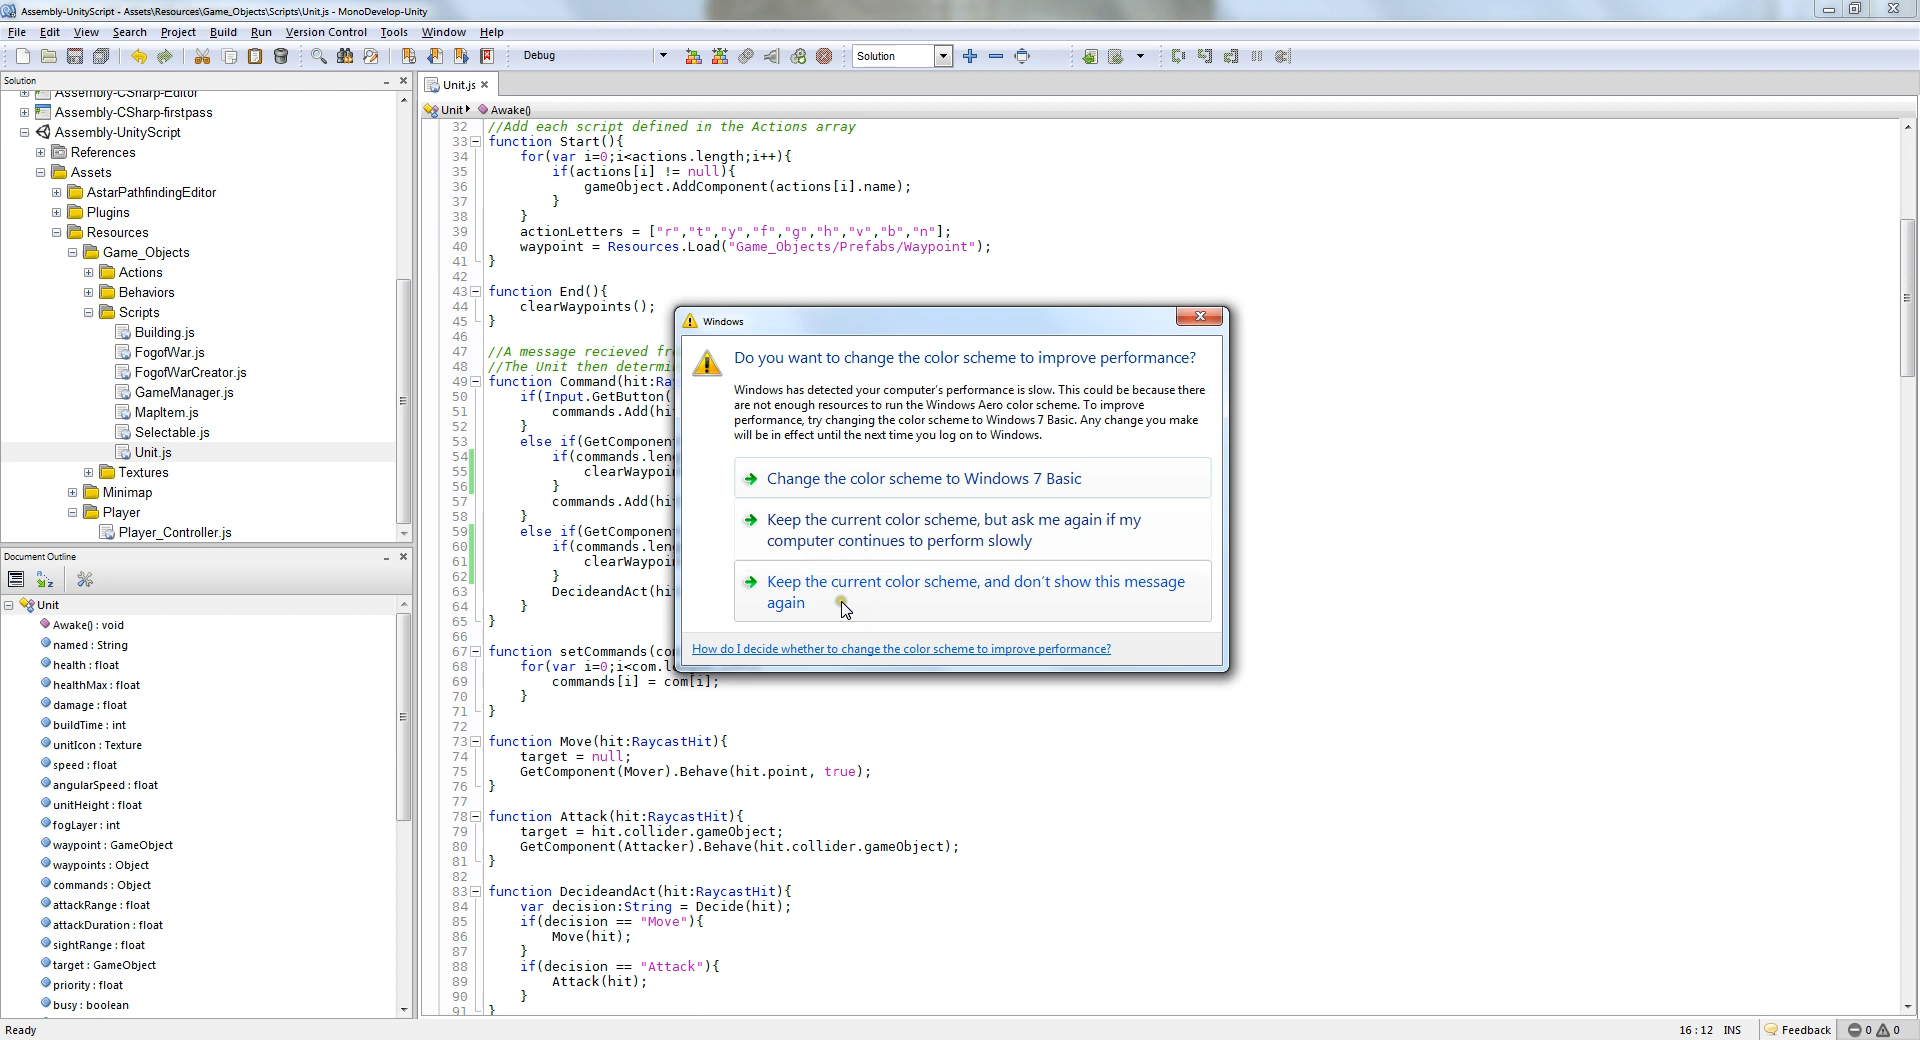 Assembly-UnityScript - Assets\Resources\Game_Objects\Scripts\Unit.js - MonoDevelop-Unity
File Edit View Search Project Build Run Version Control Tools Window Help
Debug Solution
Solution
Assembly-CSharp-Editor
Assembly-CSharp-firstpass
Assembly-UnityScript
References
Assets
AstarPathfindingEditor
Plugins
Resources
Game_Objects
Actions
Behaviors
Scripts
Building.js
FogofWar.js
FogofWarCreator.js
GameManager.js
MapItem.js
Selectable.js
Unit.js
Textures
Minimap
Player
Player_Controller.js
Document Outline
Unit
Awake() : void
named : String
health : float
healthMax : float
damage : float
buildTime : int
unitIcon : Texture
speed : float
angularSpeed : float
unitHeight : float
fogLayer : int
waypoint : GameObject
waypoints : Object
commands : Object
attackRange : float
attackDuration : float
sightRange : float
target : GameObject
priority : float
busy : boolean
Unit.js
Unit Awake()
32 //Add each script defined in the Actions array
33 function Start(){
34 for(var i=0;i<actions.length;i++){
35 if(actions[i] != null){
36 gameObject.AddComponent(actions[i].name);
37 }
38 }
39 actionLetters = ["r","t","y","f","g","h","v","b","n"];
40 waypoint = Resources.Load("Game_Objects/Prefabs/Waypoint");
41 }
42
43 function End(){
44 clearWaypoints();
45 }
46
47 //A message recieved fr
48 //The Unit then determi
49 function Command(hit:Ra
50 if(Input.GetButton(
51 commands.Add(hi
52 }
53 else if(GetComponen
54 if(commands.len
55 clearWaypoi
56 }
57 commands.Add(hi
58 }
59 else if(GetComponen
60 if(commands.len
61 clearWaypoi
62 }
63 DecideandAct(hi
64 }
65 }
66
67 function setCommands(co
68 for(var i=0;i<com.l
69 commands[i] = com[i];
70 }
71 }
72
73 function Move(hit:RaycastHit){
74 target = null;
75 GetComponent(Mover).Behave(hit.point, true);
76 }
77
78 function Attack(hit:RaycastHit){
79 target = hit.collider.gameObject;
80 GetComponent(Attacker).Behave(hit.collider.gameObject);
81 }
82
83 function DecideandAct(hit:RaycastHit){
84 var decision:String = Decide(hit);
85 if(decision == "Move"){
86 Move(hit);
87 }
88 if(decision == "Attack"){
89 Attack(hit);
90 }
91 }
Windows
Do you want to change the color scheme to improve performance?
Windows has detected your computer's performance is slow. This could be because there
are not enough resources to run the Windows Aero color scheme. To improve
performance, try changing the color scheme to Windows 7 Basic. Any change you make
will be in effect until the next time you log on to Windows.
Change the color scheme to Windows 7 Basic
Keep the current color scheme, but ask me again if my
computer continues to perform slowly
Keep the current color scheme, and don't show this message
again
How do I decide whether to change the color scheme to improve performance?
Ready 16 : 12 INS Feedback 0 0